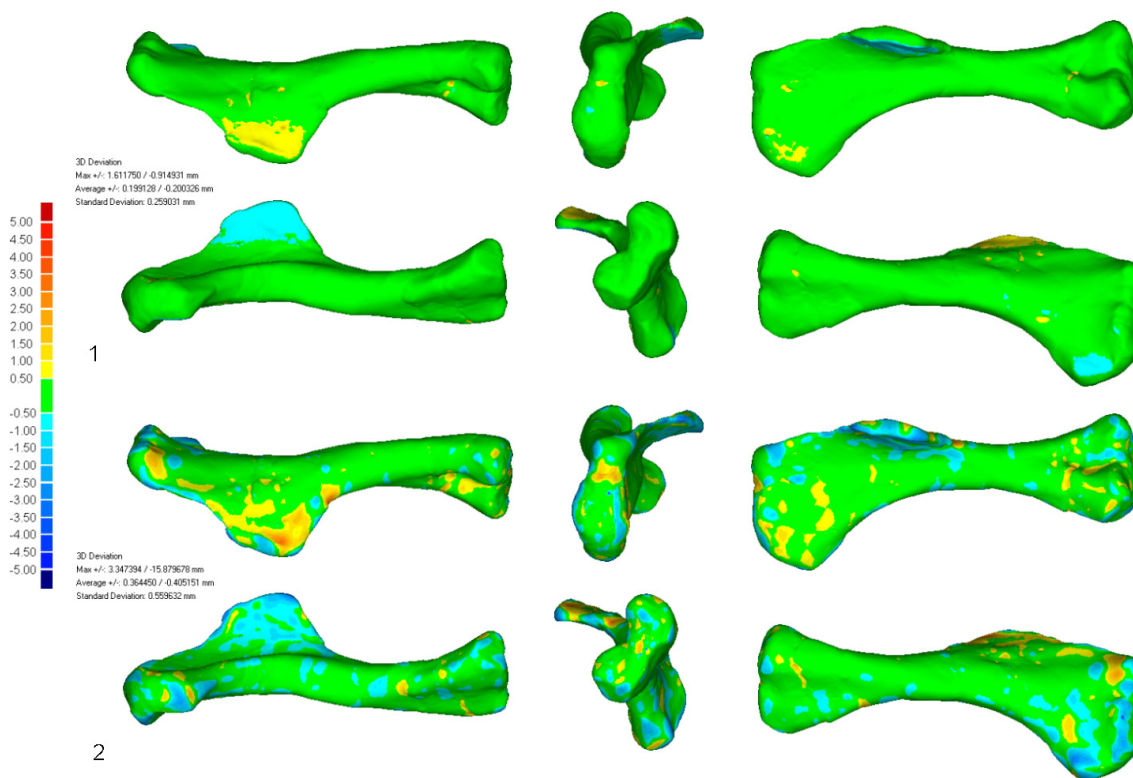 3D Deviation
Max +/-: 1.611750 / -0.914931 mm
Average +/-: 0.199128 / -0.200326 mm
Standard Deviation: 0.259031 mm
5.00
4.50
4.00
3.50
3.00
2.50
2.00
1.50
1.00
0.50
-0.50
-1.00
-1.50
-2.00
-2.50
-3.00
-3.50
-4.00
-4.50
-5.00
1
3D Deviation
Max +/-: 3.347394 / -15.879678 mm
Average +/-: 0.364450 / -0.405151 mm
Standard Deviation: 0.559632 mm
2